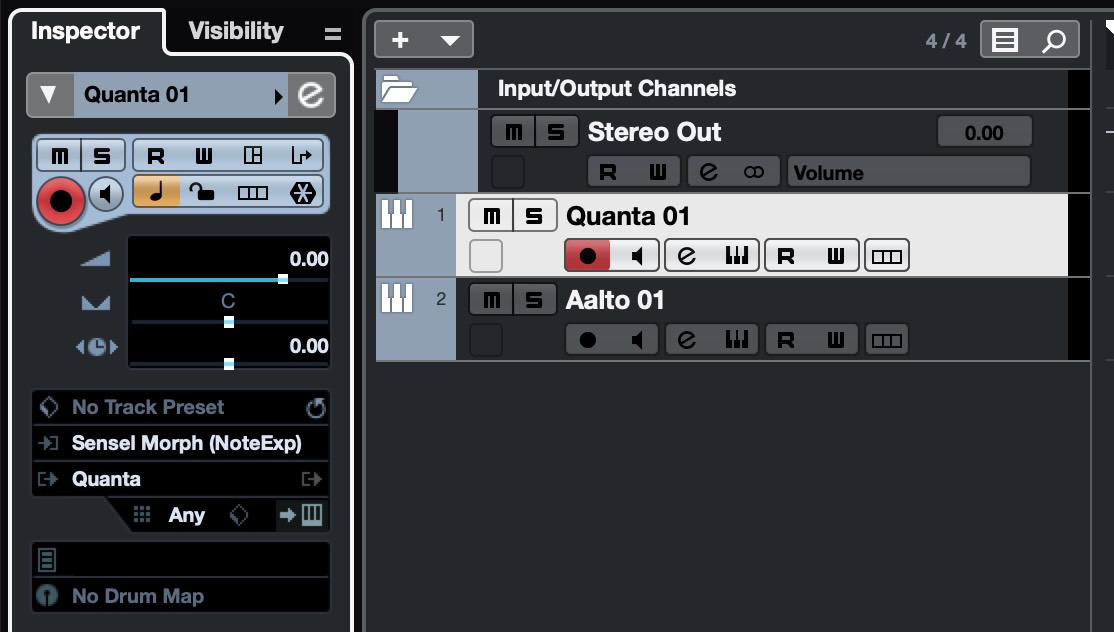 Inspector
Visibility
Quanta 01
M S R W
0.00
C
0.00
No Track Preset
Sensel Morph (NoteExp)
Quanta
Any
No Drum Map
+
4 / 4
Input/Output Channels
M S Stereo Out 0.00
R W e Volume
1 M S Quanta 01
e R W
2 M S Aalto 01
e R W